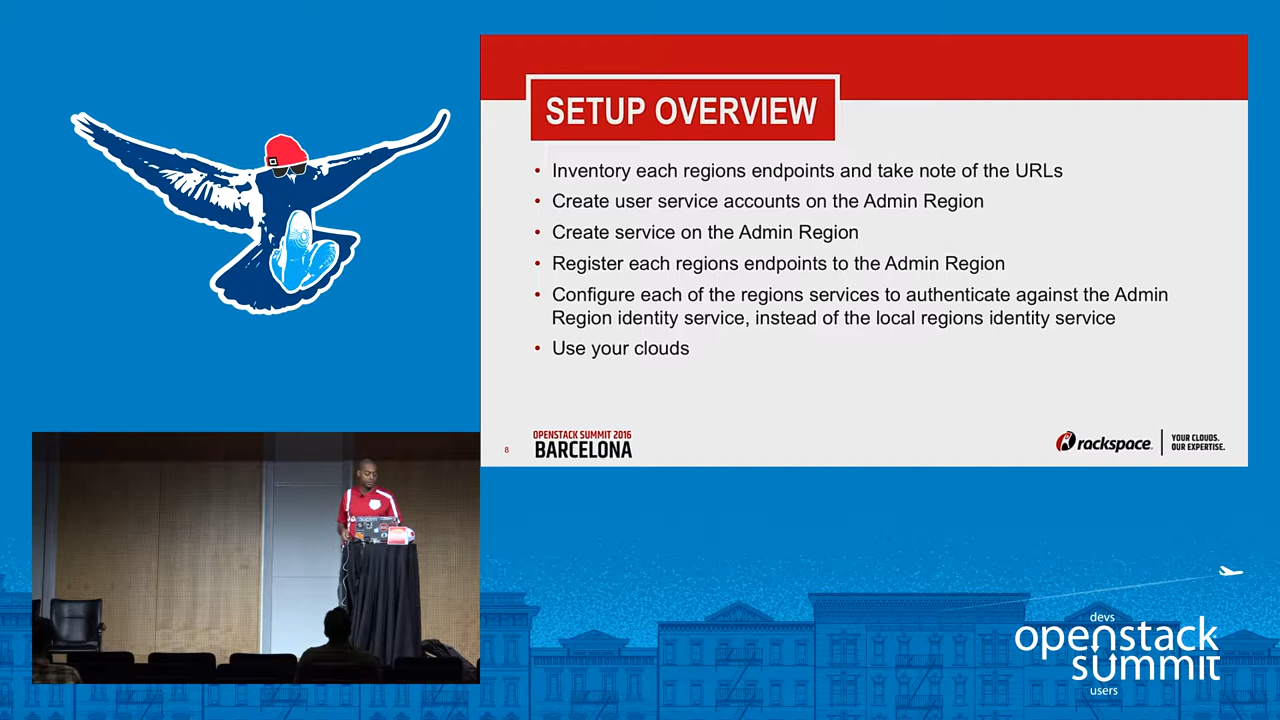 SETUP OVERVIEW
• Inventory each regions endpoints and take note of the URLs
• Create user service accounts on the Admin Region
• Create service on the Admin Region
• Register each regions endpoints to the Admin Region
• Configure each of the regions services to authenticate against the Admin
Region identity service, instead of the local regions identity service
• Use your clouds
8
OPENSTACK SUMMIT 2016
BARCELONA
rackspace.
YOUR CLOUDS.
OUR EXPERTISE.
devs
openstack
summit
users